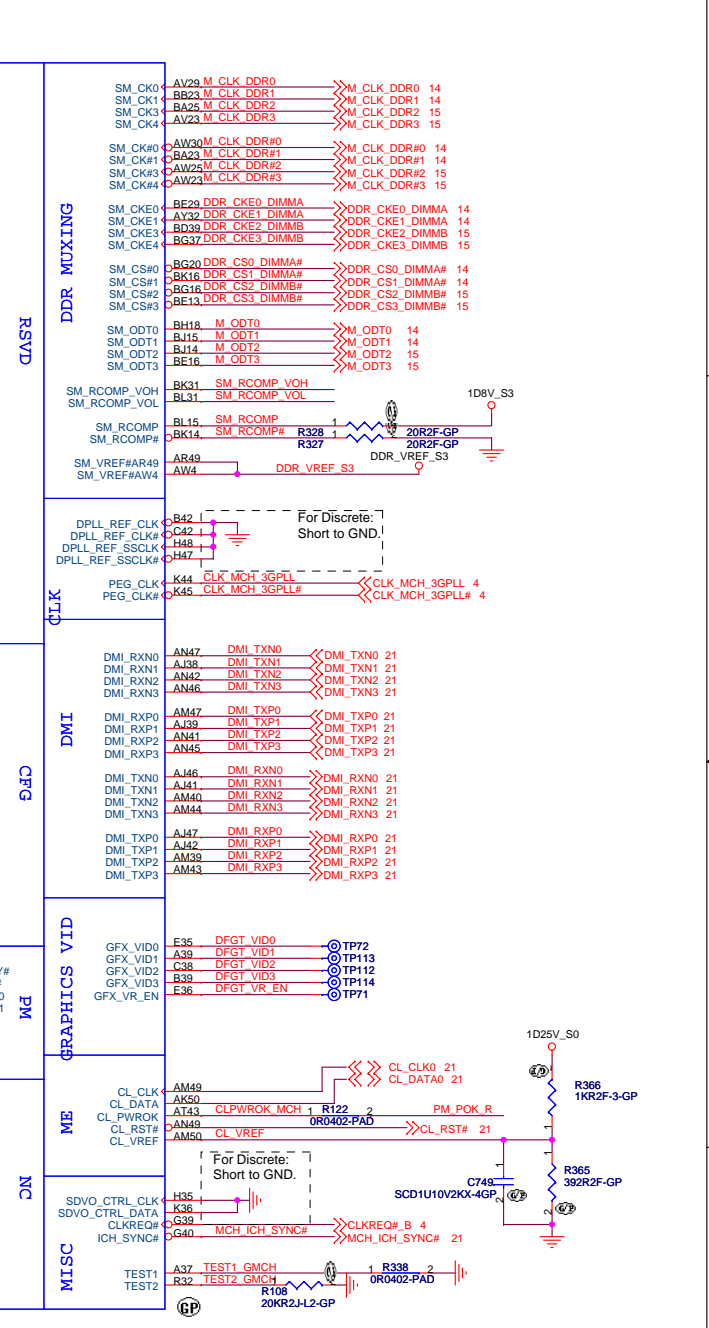 RSVD
CFG
PM
NC
Y#
#
0
1
DDR MUXING
SM_CK0 AV29 M_CLK_DDR0 M_CLK_DDR0 14
SM_CK1 BB23 M_CLK_DDR1 M_CLK_DDR1 14
SM_CK3 BA25 M_CLK_DDR2 M_CLK_DDR2 15
SM_CK4 AV23 M_CLK_DDR3 M_CLK_DDR3 15
SM_CK#0 AW30 M_CLK_DDR#0 M_CLK_DDR#0 14
SM_CK#1 BA23 M_CLK_DDR#1 M_CLK_DDR#1 14
SM_CK#3 AW25 M_CLK_DDR#2 M_CLK_DDR#2 15
SM_CK#4 AW23 M_CLK_DDR#3 M_CLK_DDR#3 15
SM_CKE0 BE29 DDR_CKE0_DIMMA DDR_CKE0_DIMMA 14
SM_CKE1 AY32 DDR_CKE1_DIMMA DDR_CKE1_DIMMA 14
SM_CKE3 BD39 DDR_CKE2_DIMMB DDR_CKE2_DIMMB 15
SM_CKE4 BG37 DDR_CKE3_DIMMB DDR_CKE3_DIMMB 15
SM_CS#0 BG20 DDR_CS0_DIMMA# DDR_CS0_DIMMA# 14
SM_CS#1 BK16 DDR_CS1_DIMMA# DDR_CS1_DIMMA# 14
SM_CS#2 BG16 DDR_CS2_DIMMB# DDR_CS2_DIMMB# 15
SM_CS#3 BE13 DDR_CS3_DIMMB# DDR_CS3_DIMMB# 15
SM_ODT0 BH18 M_ODT0 M_ODT0 14
SM_ODT1 BJ15 M_ODT1 M_ODT1 14
SM_ODT2 BJ14 M_ODT2 M_ODT2 15
SM_ODT3 BE16 M_ODT3 M_ODT3 15
SM_RCOMP_VOH BK31 SM_RCOMP_VOH
SM_RCOMP_VOL BL31 SM_RCOMP_VOL
1D8V_S3
SM_RCOMP BL15 SM_RCOMP 1
SM_RCOMP# BK14 SM_RCOMP# R328 1 20R2F-GP
R327 20R2F-GP
DDR_VREF_S3
SM_VREF#AR49 AR49
SM_VREF#AW4 AW4 DDR_VREF_S3
CLK
DPLL_REF_CLK B42
DPLL_REF_CLK# C42
DPLL_REF_SSCLK H48
DPLL_REF_SSCLK# H47
For Discrete:
Short to GND.
PEG_CLK K44 CLK_MCH_3GPLL CLK_MCH_3GPLL 4
PEG_CLK# K45 CLK_MCH_3GPLL# CLK_MCH_3GPLL# 4
DMI
DMI_RXN0 AN47 DMI_TXN0 DMI_TXN0 21
DMI_RXN1 AJ38 DMI_TXN1 DMI_TXN1 21
DMI_RXN2 AN42 DMI_TXN2 DMI_TXN2 21
DMI_RXN3 AN46 DMI_TXN3 DMI_TXN3 21
DMI_RXP0 AM47 DMI_TXP0 DMI_TXP0 21
DMI_RXP1 AJ39 DMI_TXP1 DMI_TXP1 21
DMI_RXP2 AN41 DMI_TXP2 DMI_TXP2 21
DMI_RXP3 AN45 DMI_TXP3 DMI_TXP3 21
DMI_TXN0 AJ46 DMI_RXN0 DMI_RXN0 21
DMI_TXN1 AJ41 DMI_RXN1 DMI_RXN1 21
DMI_TXN2 AM40 DMI_RXN2 DMI_RXN2 21
DMI_TXN3 AM44 DMI_RXN3 DMI_RXN3 21
DMI_TXP0 AJ47 DMI_RXP0 DMI_RXP0 21
DMI_TXP1 AJ42 DMI_RXP1 DMI_RXP1 21
DMI_TXP2 AM39 DMI_RXP2 DMI_RXP2 21
DMI_TXP3 AM43 DMI_RXP3 DMI_RXP3 21
GRAPHICS VID
GFX_VID0 E35 DFGT_VID0 TP72
GFX_VID1 A39 DFGT_VID1 TP113
GFX_VID2 C38 DFGT_VID2 TP112
GFX_VID3 B39 DFGT_VID3 TP114
GFX_VR_EN E36 DFGT_VR_EN TP71
ME
1D25V_S0
CL_CLK AM49 CL_CLK0 21
CL_DATA AK50 CL_DATA0 21
CL_PWROK AT43 CLPWROK_MCH 1 R122 2 PM_POK_R
0R0402-PAD
CL_RST# AN49 CL_RST# 21
CL_VREF AM50 CL_VREF
R366
1KR2F-3-GP
1
2
1
R365
392R2F-GP
1
2
C749
SCD1U10V2KX-4GP
GP
GP
MISC
For Discrete:
Short to GND.
SDVO_CTRL_CLK H35
SDVO_CTRL_DATA K36
CLKREQ# G39 CLKREQ#_B 4
ICH_SYNC# G40 MCH_ICH_SYNC# MCH_ICH_SYNC# 21
TEST1 A37 TEST1_GMCH 1 R338 2
0R0402-PAD
TEST2 R32 TEST2_GMCH 1
R108
20KR2J-L2-GP
GP